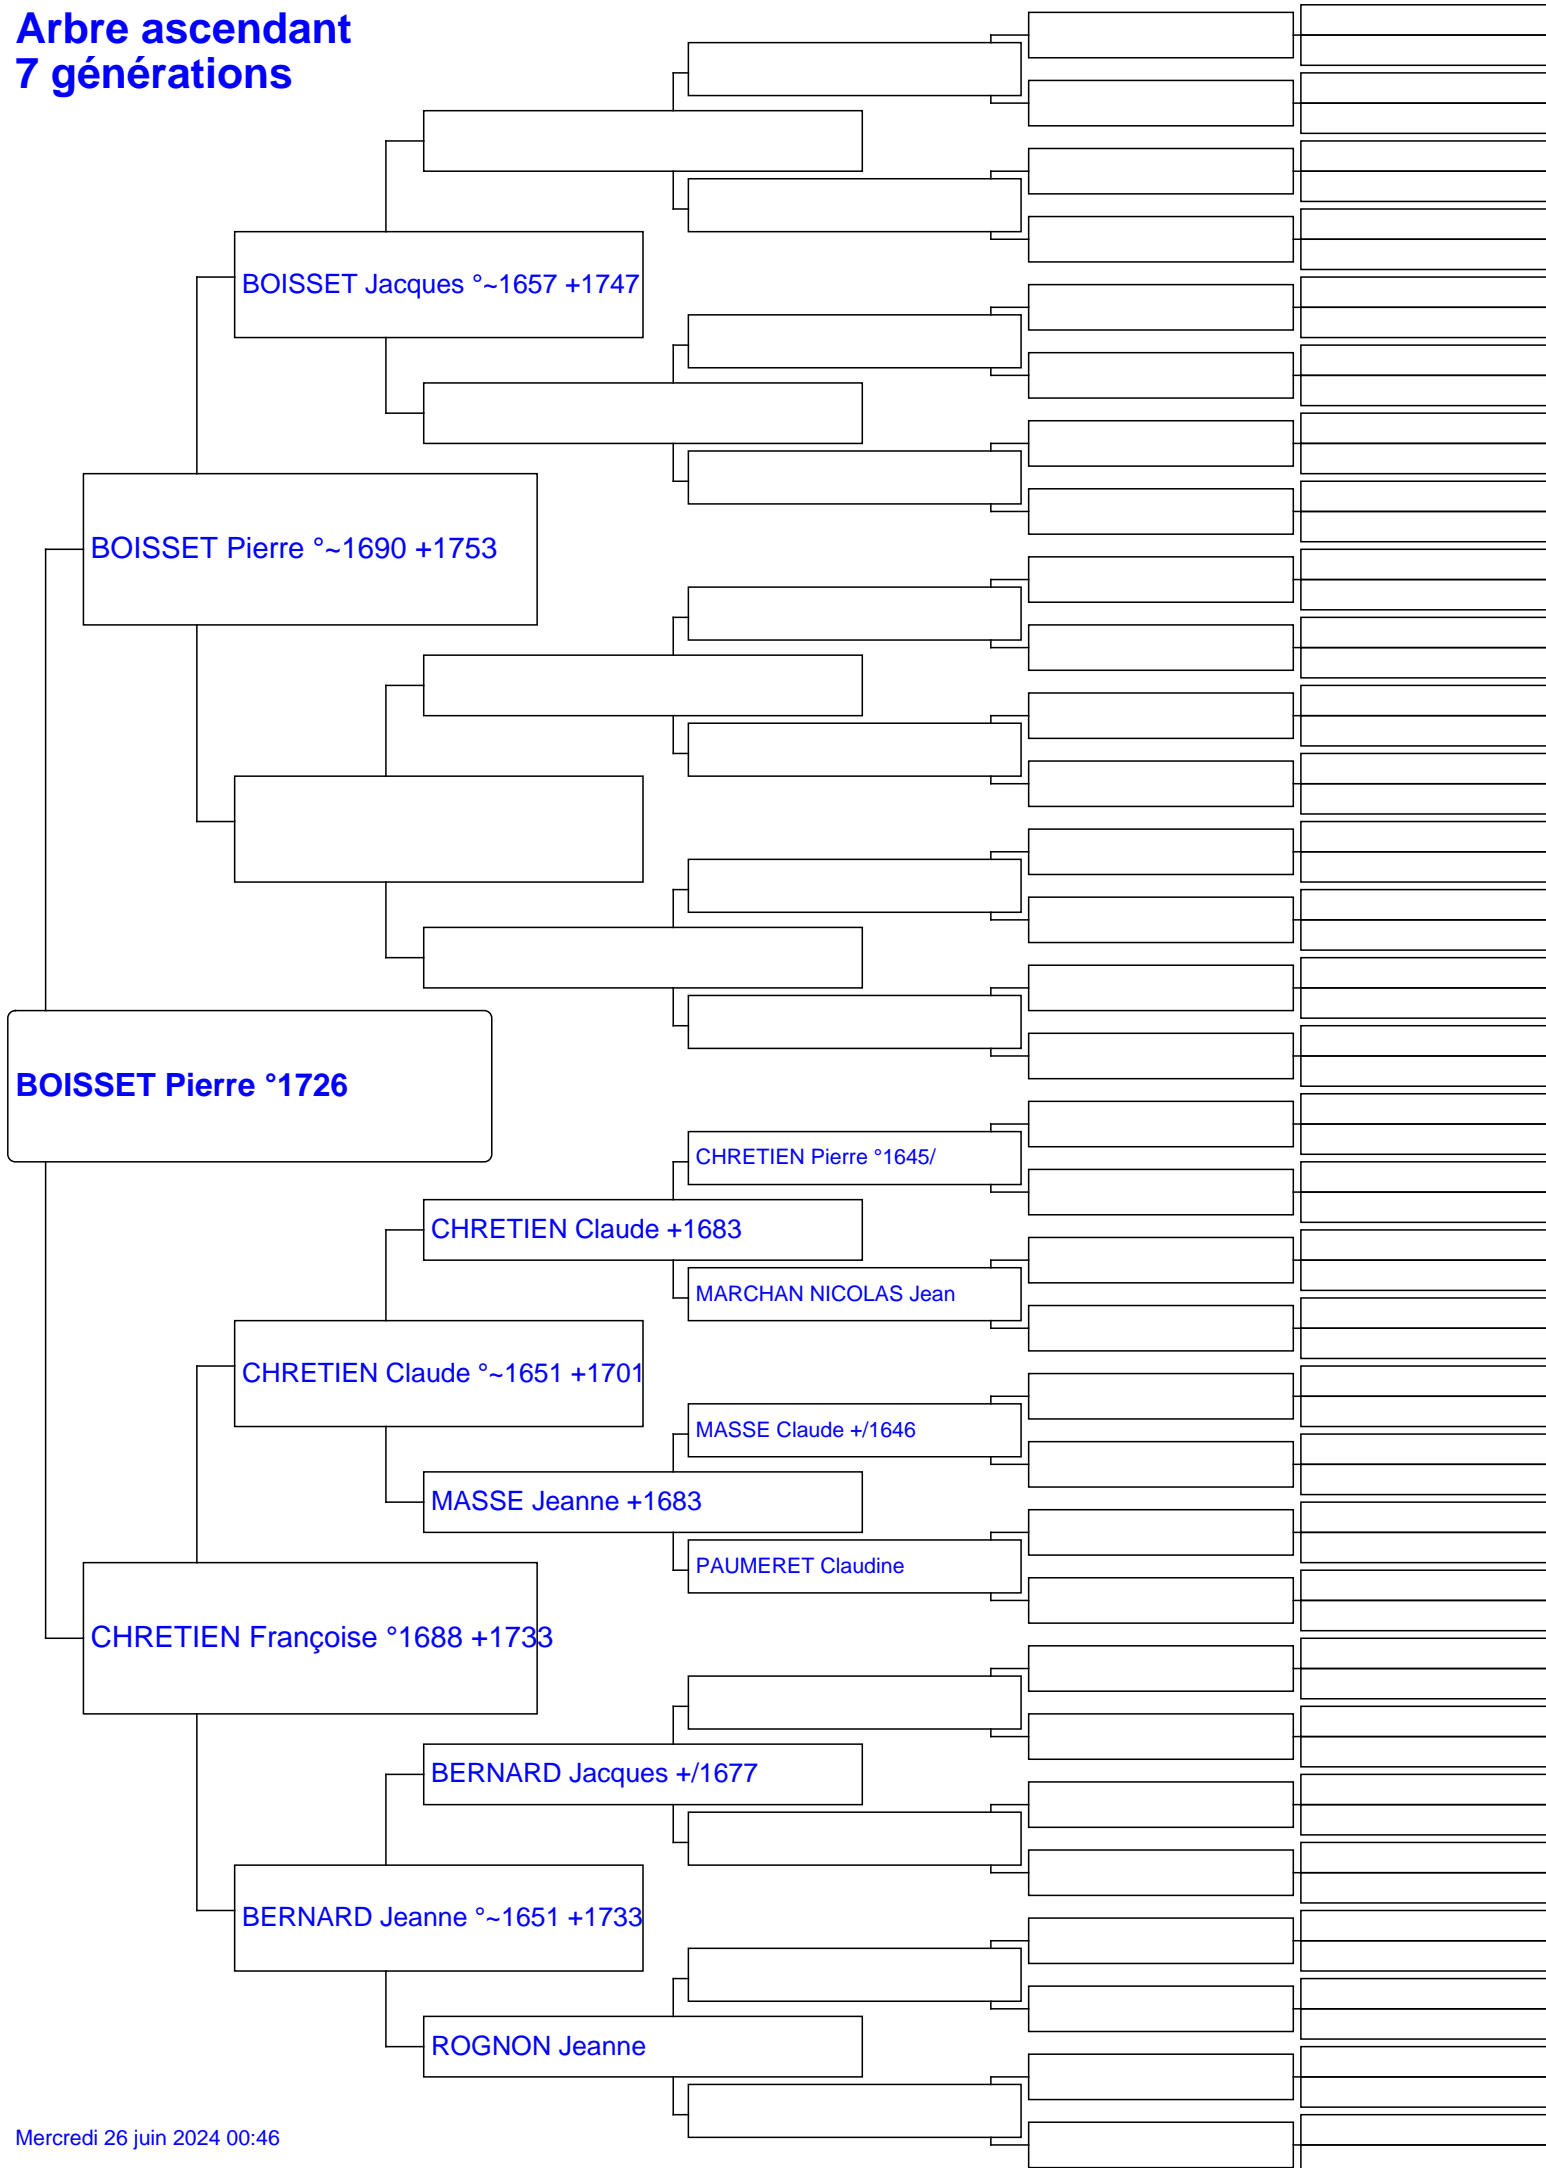 Arbre ascendant
7 générations
BOISSET Jacques °~1657 +1747
BOISSET Pierre °~1690 +1753
BOISSET Pierre °1726
CHRETIEN Pierre °1645/
CHRETIEN Claude +1683
MARCHAN NICOLAS Jean
CHRETIEN Claude °~1651 +1701
MASSE Claude +/1646
MASSE Jeanne +1683
PAUMERET Claudine
CHRETIEN Françoise °1688 +1733
BERNARD Jacques +/1677
BERNARD Jeanne °~1651 +1733
ROGNON Jeanne
Mercredi 26 juin 2024 00:46